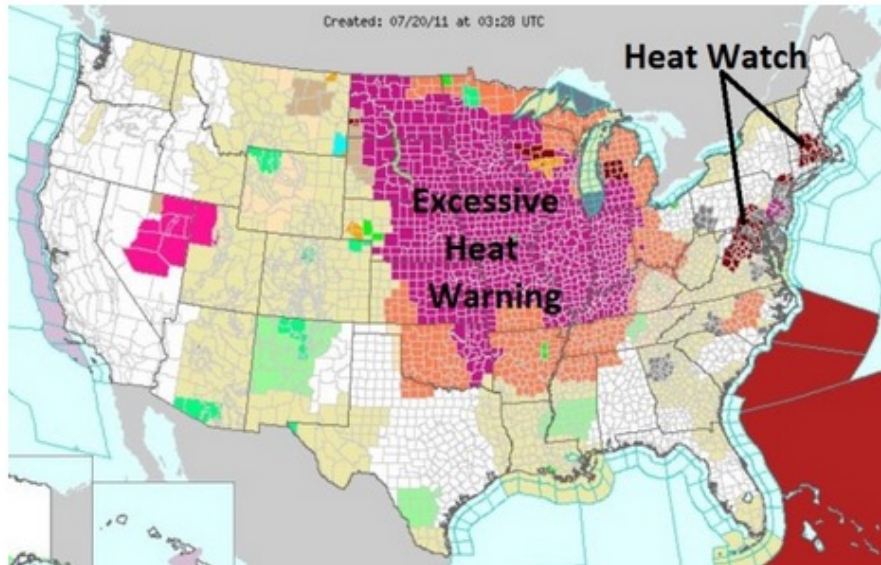 Created: 07/20/11 at 03:28 UTC
Heat Watch
Excessive
Heat
Warning